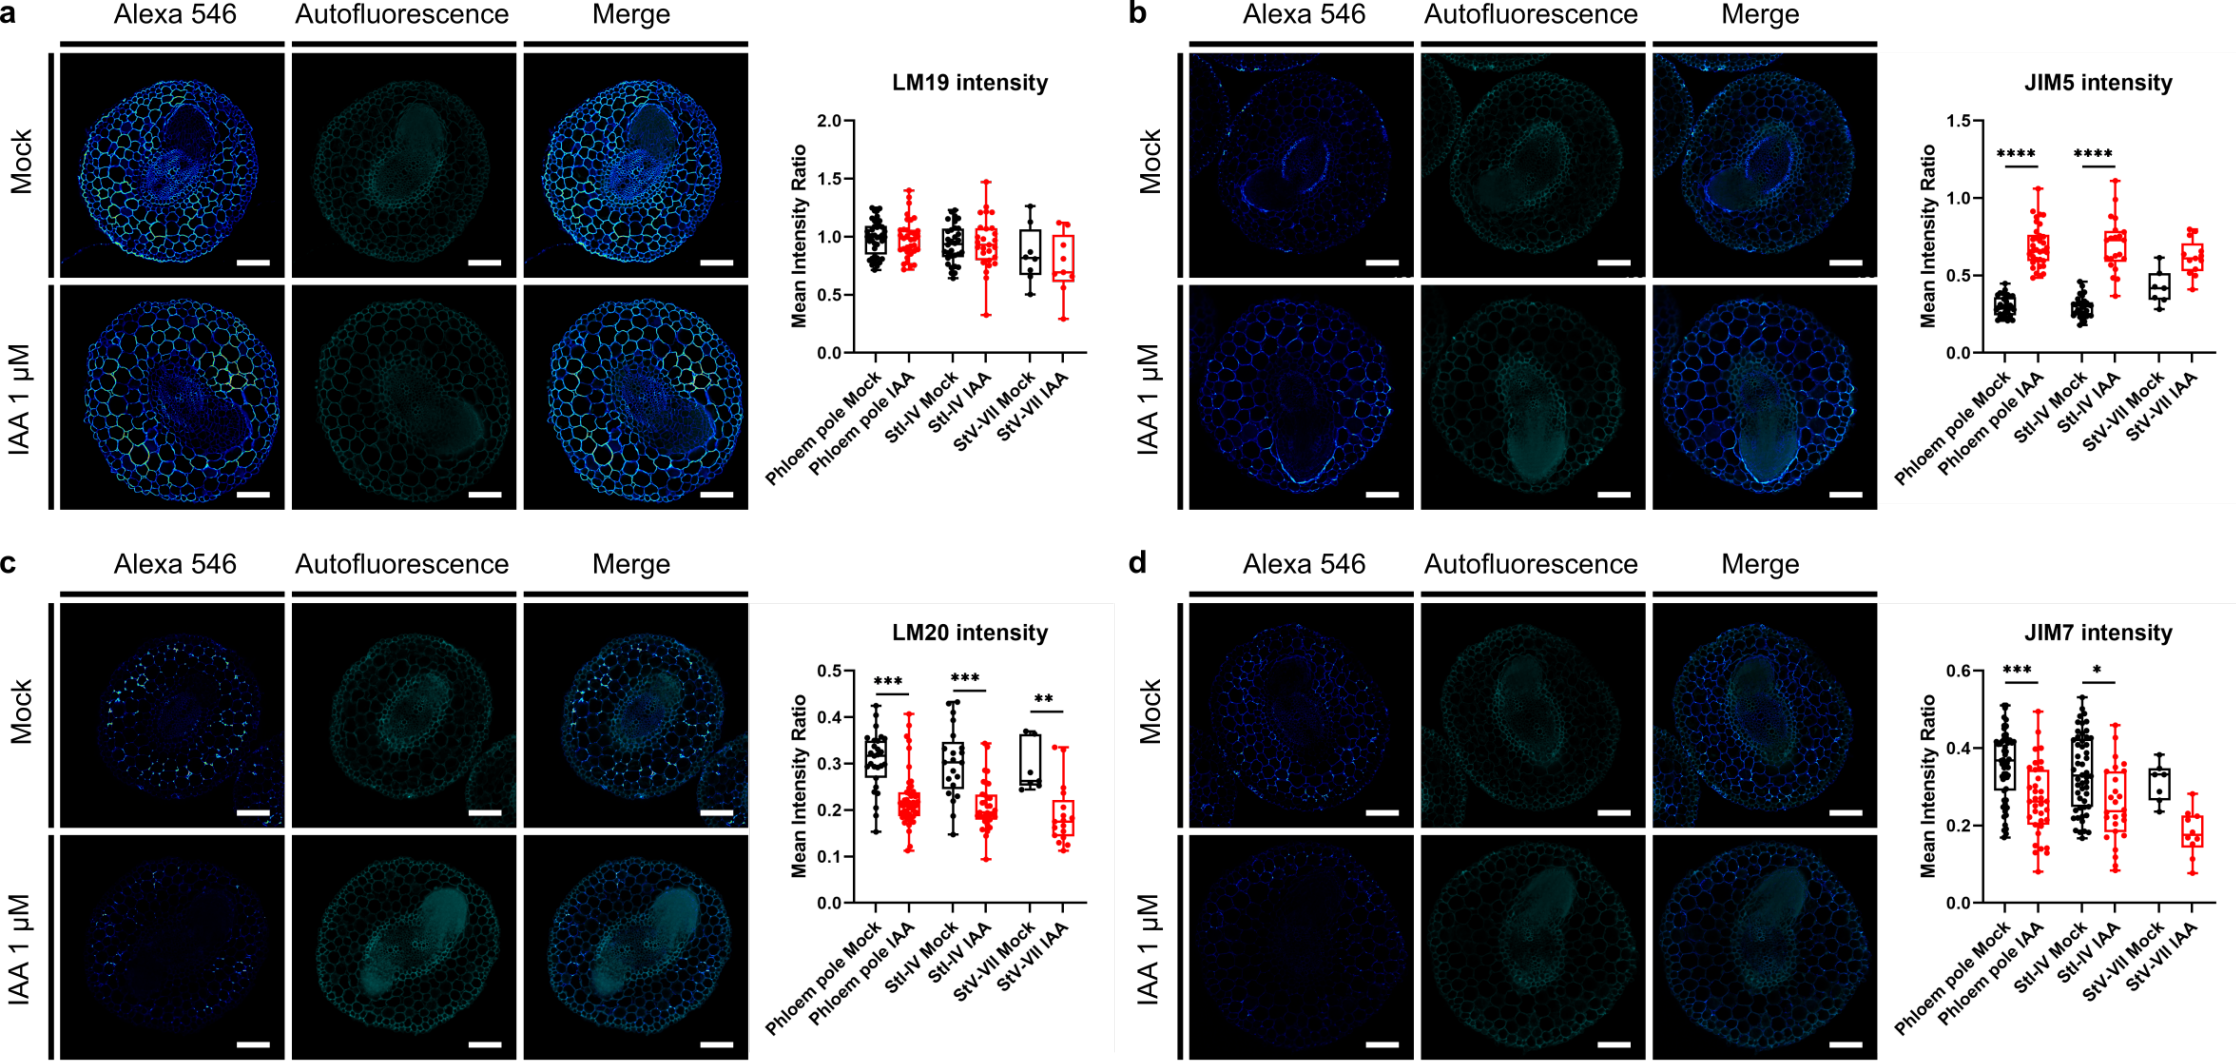 a
Alexa 546
Autofluorescence
Merge
Mock
IAA 1 µM
LM19 intensity
Mean Intensity Ratio
2.0
1.5
1.0
0.5
0.0
Phloem pole Mock
Phloem pole IAA
StI-IV Mock
StI-IV IAA
StV-VII Mock
StV-VII IAA
b
Alexa 546
Autofluorescence
Merge
Mock
IAA 1 µM
JIM5 intensity
Mean Intensity Ratio
1.5
1.0
0.5
0.0
****
****
Phloem pole Mock
Phloem pole IAA
StI-IV Mock
StI-IV IAA
StV-VII Mock
StV-VII IAA
c
Alexa 546
Autofluorescence
Merge
Mock
IAA 1 µM
LM20 intensity
Mean Intensity Ratio
0.5
0.4
0.3
0.2
0.1
0.0
***
***
**
Phloem pole Mock
Phloem pole IAA
StI-IV Mock
StI-IV IAA
StV-VII Mock
StV-VII IAA
d
Alexa 546
Autofluorescence
Merge
Mock
IAA 1 µM
JIM7 intensity
Mean Intensity Ratio
0.6
0.4
0.2
0.0
***
*
Phloem pole Mock
Phloem pole IAA
StI-IV Mock
StI-IV IAA
StV-VII Mock
StV-VII IAA